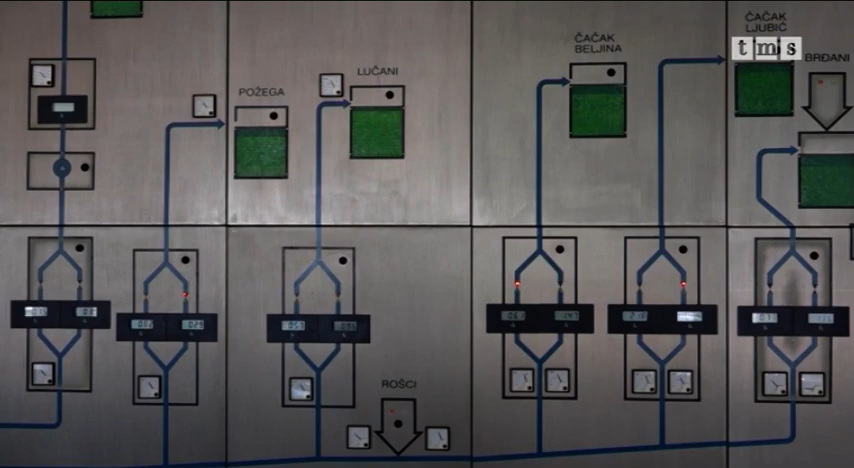 ČAČAK
LJUBIĆ
tms
BRĐANI
ČAČAK
BELJINA
LUČANI
POŽEGA
ROŠCI